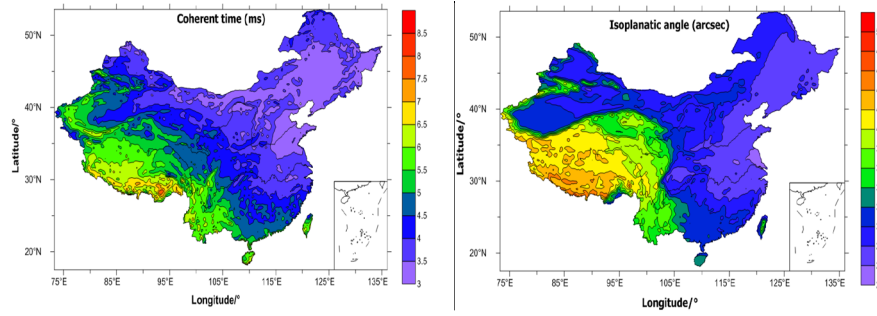 Coherent time (ms)
50°N
40°N
30°N
20°N
Latitude/°
75°E 85°E 95°E 105°E 115°E 125°E 135°E
Longitude/°
8.5
8
7.5
7
6.5
6
5.5
5
4.5
4
3.5
3
Isoplanatic angle (arcsec)
50°N
40°N
30°N
20°N
Latitude/°
75°E 85°E 95°E 105°E 115°E 125°E 135°E
Longitude/°